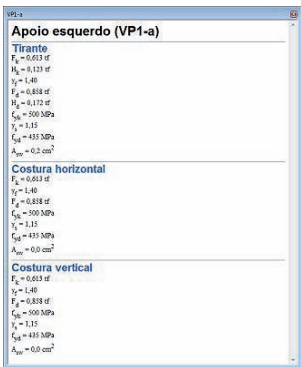 VP1-a
Apoio esquerdo (VP1-a)
Tirante
Fk = 0,613 tf
Hk = 0,123 tf
γf = 1,40
Fd = 0,858 tf
Hd = 0,172 tf
fyk = 500 MPa
γs = 1,15
fyd = 435 MPa
Asw = 0,2 cm²
Costura horizontal
Fk = 0,613 tf
γf = 1,40
Fd = 0,858 tf
fyk = 500 MPa
γs = 1,15
fyd = 435 MPa
Asw = 0,0 cm²
Costura vertical
Fk = 0,613 tf
γf = 1,40
Fd = 0,858 tf
fyk = 500 MPa
γs = 1,15
fyd = 435 MPa
Asw = 0,0 cm²